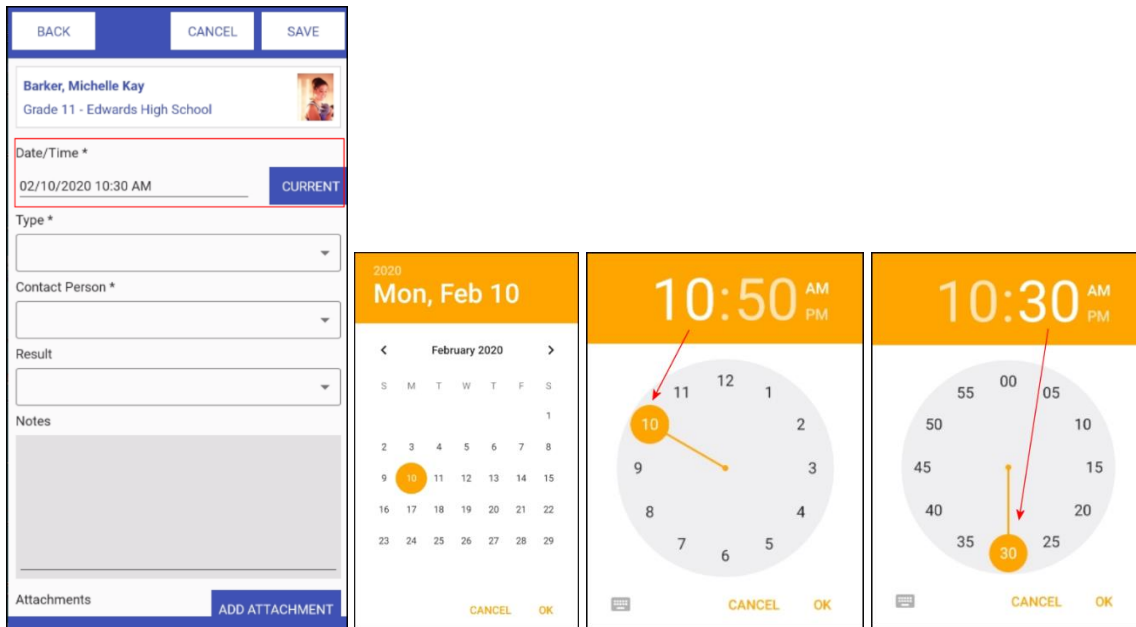 BACK CANCEL SAVE
Barker, Michelle Kay
Grade 11 - Edwards High School
Date/Time *
02/10/2020 10:30 AM CURRENT
Type *
Contact Person *
Result
Notes
Attachments ADD ATTACHMENT
2020
Mon, Feb 10
February 2020
S M T W T F S
1
2 3 4 5 6 7 8
9 10 11 12 13 14 15
16 17 18 19 20 21 22
23 24 25 26 27 28 29
CANCEL OK
10:50 AM
PM
12
11 1
10 2
9 3
8 4
7 5
6
CANCEL OK
10:30 AM
PM
00
55 05
50 10
45 15
40 20
35 25
30
CANCEL OK